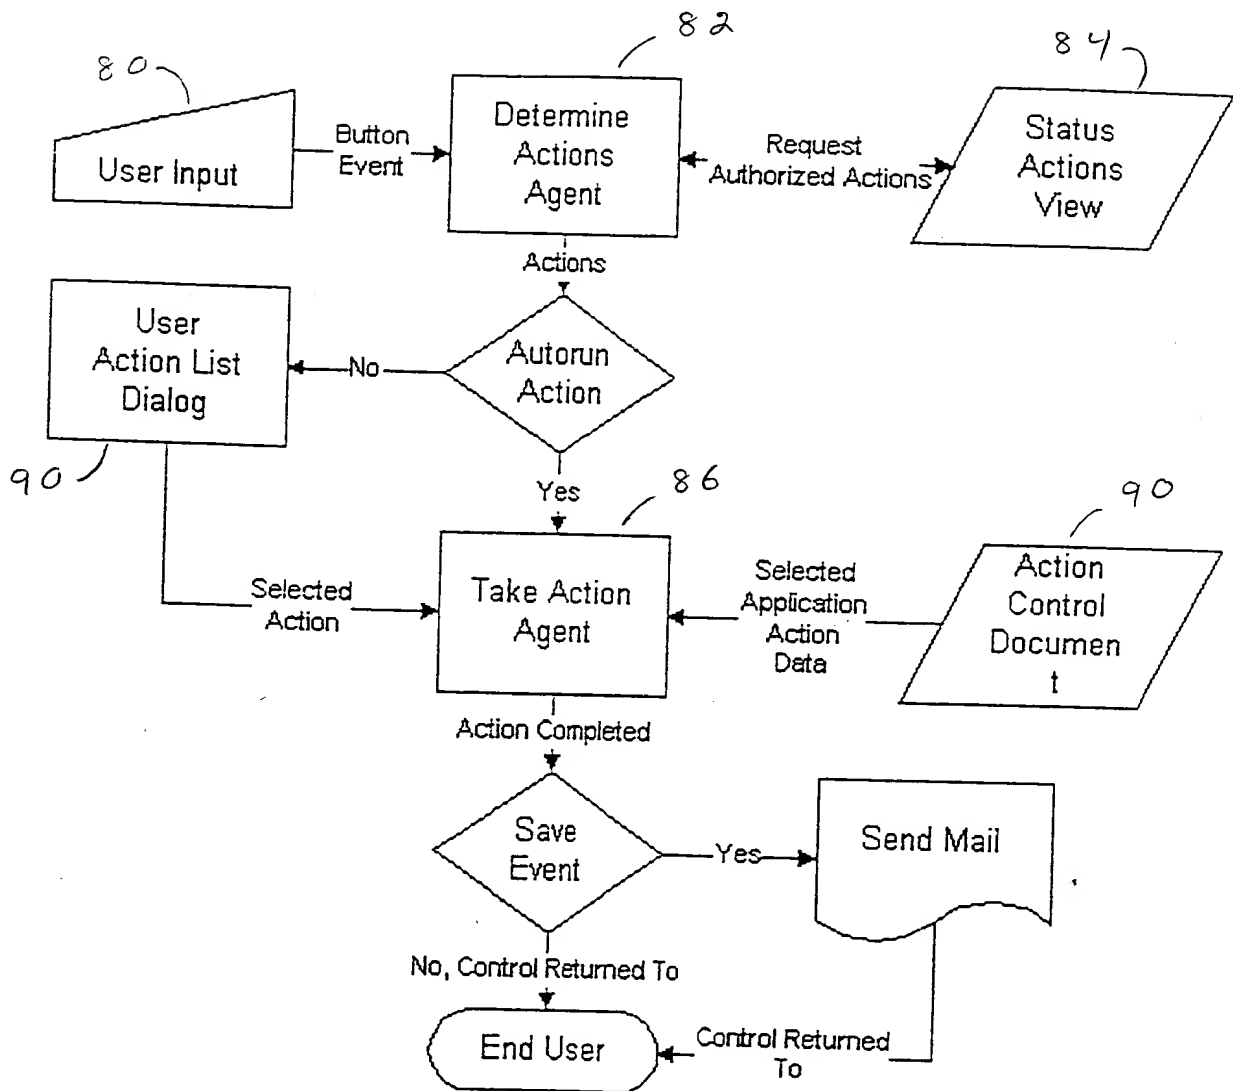 80
82
84
User Input
Button
Event
Determine
Actions
Agent
Request
Authorized Actions
Status
Actions
View
Actions
User
Action List
Dialog
No
Autorun
Action
90
Yes
86
90
Selected
Action
Take Action
Agent
Selected
Application
Action
Data
Action
Control
Documen
t
Action Completed
Save
Event
Yes
Send Mail
No, Control Returned To
End User
Control Returned
To